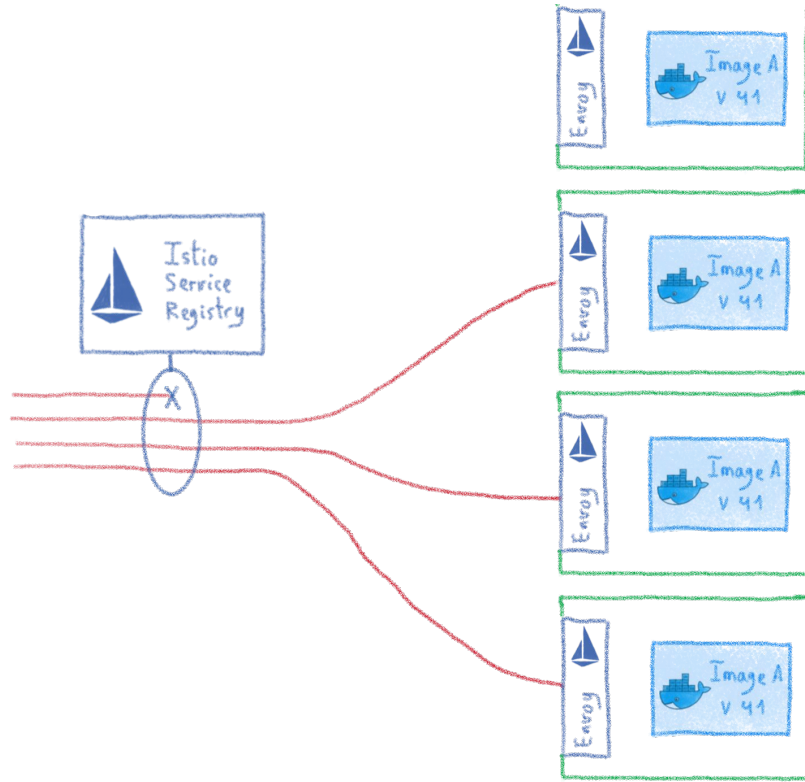 Envoy
Image A
v 41
Istio
Service
Registry
X
Envoy
Image A
v 41
Envoy
Image A
v 41
Envoy
Image A
v 41